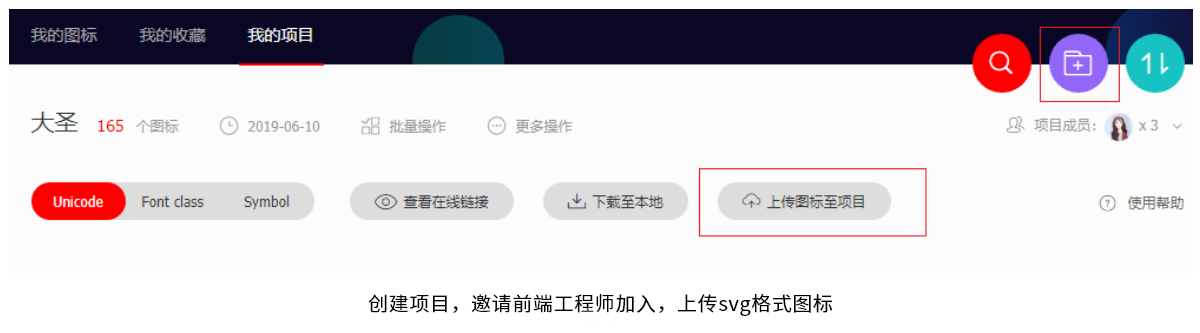 我的图标 我的收藏 我的项目
大圣 165 个图标 2019-06-10 批量操作 更多操作 项目成员： x 3
Unicode Font class Symbol 查看在线链接 下载至本地 上传图标至项目 使用帮助
创建项目，邀请前端工程师加入，上传svg格式图标